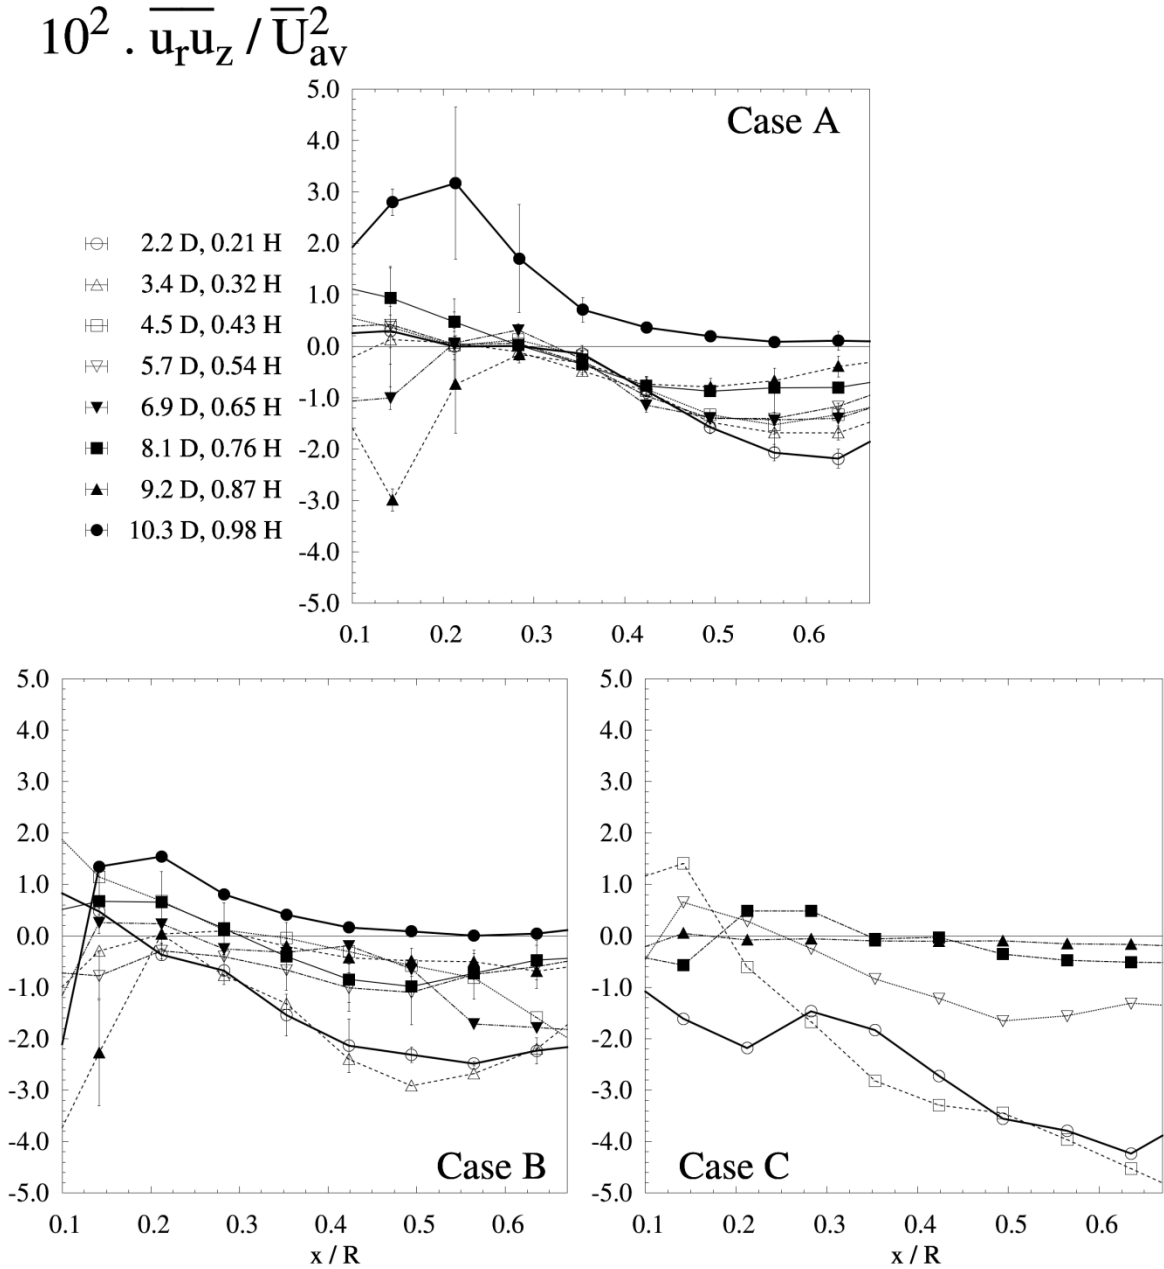 10² . u_r u_z / U²_av
Case A
5.0
4.0
3.0
2.0
1.0
0.0
-1.0
-2.0
-3.0
-4.0
-5.0
0.1 0.2 0.3 0.4 0.5 0.6
2.2 D, 0.21 H
3.4 D, 0.32 H
4.5 D, 0.43 H
5.7 D, 0.54 H
6.9 D, 0.65 H
8.1 D, 0.76 H
9.2 D, 0.87 H
10.3 D, 0.98 H
5.0
4.0
3.0
2.0
1.0
0.0
-1.0
-2.0
-3.0
-4.0
-5.0
Case B
0.1 0.2 0.3 0.4 0.5 0.6
x / R
5.0
4.0
3.0
2.0
1.0
0.0
-1.0
-2.0
-3.0
-4.0
-5.0
Case C
0.1 0.2 0.3 0.4 0.5 0.6
x / R